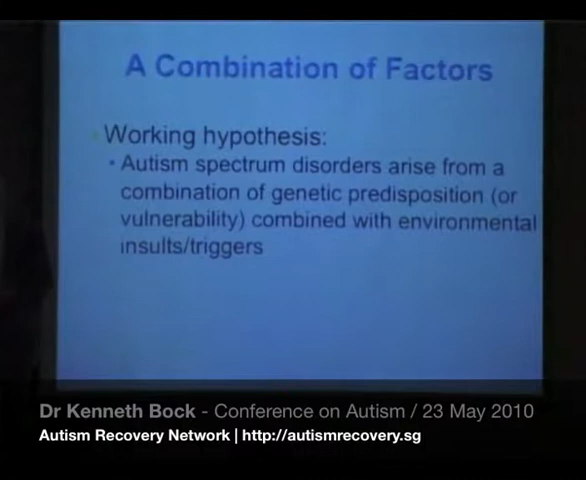 A Combination of Factors
Working hypothesis:
• Autism spectrum disorders arise from a
combination of genetic predisposition (or
vulnerability) combined with environmental
insults/triggers
Dr Kenneth Bock - Conference on Autism / 23 May 2010
Autism Recovery Network | http://autismrecovery.sg